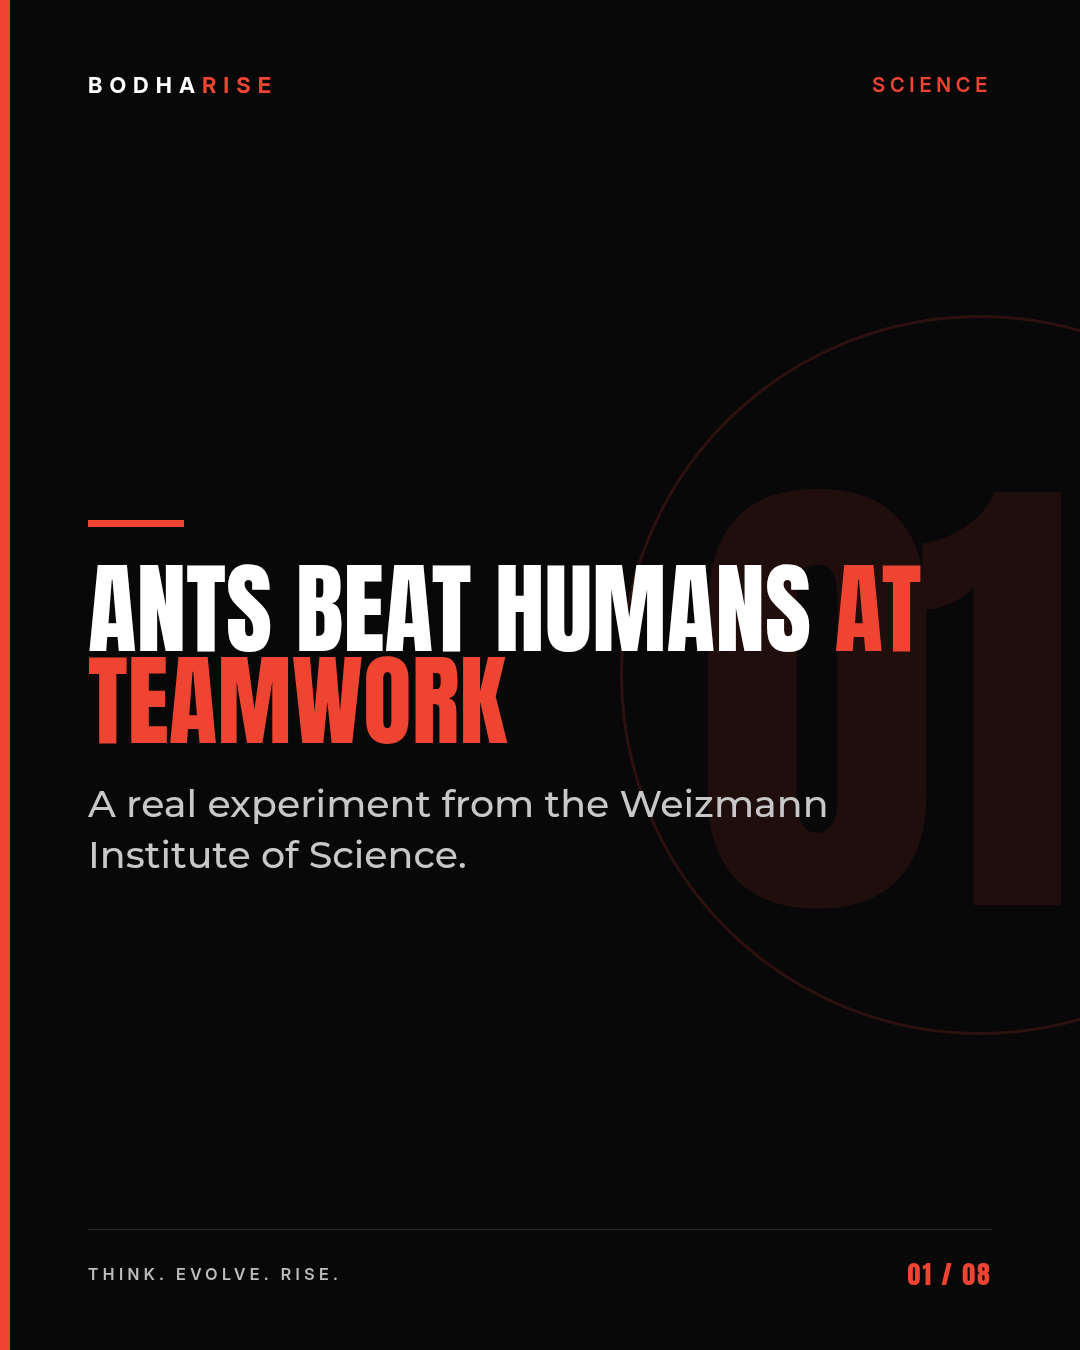 BODHARISE
SCIENCE
01
ANTS BEAT HUMANS AT
TEAMWORK
A real experiment from the Weizmann
Institute of Science.
THINK. EVOLVE. RISE.
01 / 08